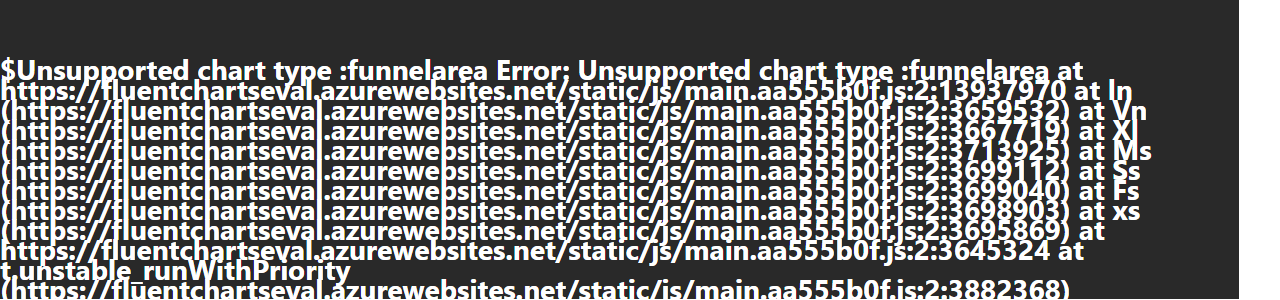 $Unsupported chart type :funnelarea Error: Unsupported chart type :funnelarea at
https://fluentchartseval.azurewebsites.net/static/js/main.aa555b0f.js:2:13937970 at ln
(https://fluentchartseval.azurewebsites.net/static/js/main.aa555b0f.js:2:3659532) at Vn
(https://fluentchartseval.azurewebsites.net/static/js/main.aa555b0f.js:2:3667719) at Xl
(https://fluentchartseval.azurewebsites.net/static/js/main.aa555b0f.js:2:3713925) at Ms
(https://fluentchartseval.azurewebsites.net/static/js/main.aa555b0f.js:2:3699112) at Ss
(https://fluentchartseval.azurewebsites.net/static/js/main.aa555b0f.js:2:3699040) at Fs
(https://fluentchartseval.azurewebsites.net/static/js/main.aa555b0f.js:2:3698903) at xs
(https://fluentchartseval.azurewebsites.net/static/js/main.aa555b0f.js:2:3695869) at
https://fluentchartseval.azurewebsites.net/static/js/main.aa555b0f.js:2:3645324 at
t.unstable_runWithPriority
(https://fluentchartseval.azurewebsites.net/static/js/main.aa555b0f.js:2:3882368)